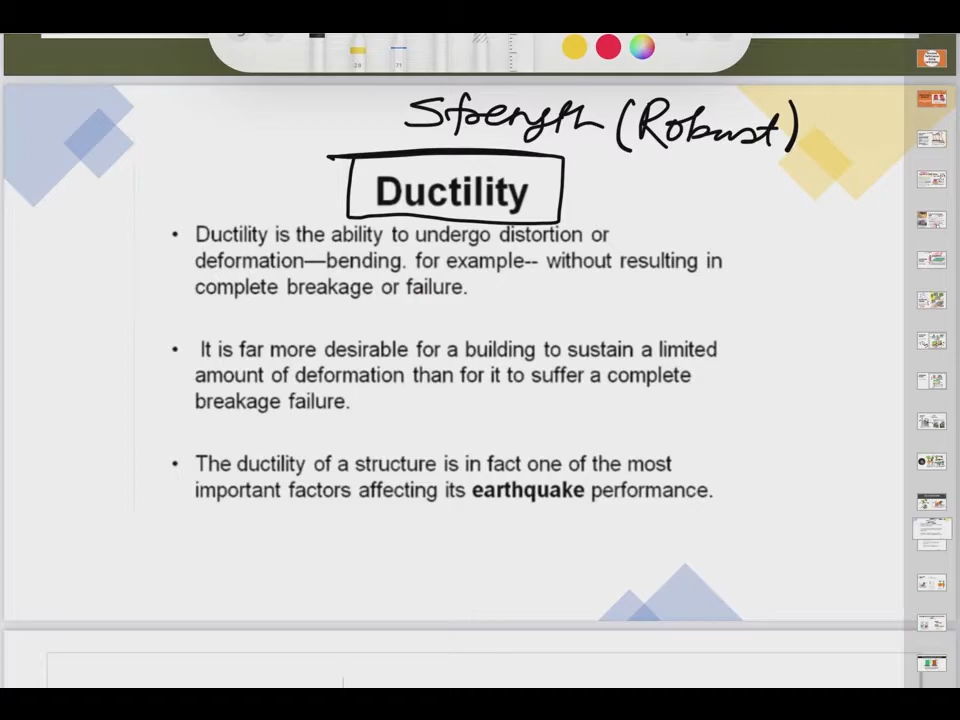 Strength (Robust)
Ductility
• Ductility is the ability to undergo distortion or
deformation—bending. for example-- without resulting in
complete breakage or failure.
• It is far more desirable for a building to sustain a limited
amount of deformation than for it to suffer a complete
breakage failure.
• The ductility of a structure is in fact one of the most
important factors affecting its earthquake performance.